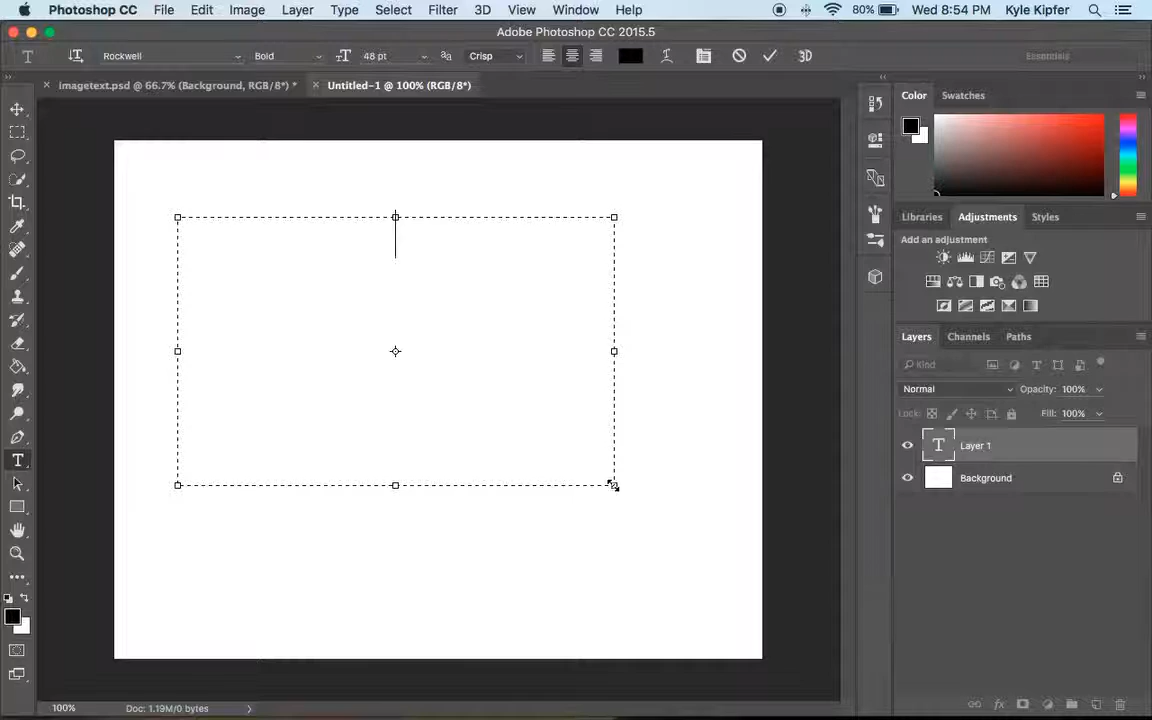 Photoshop CC File Edit Image Layer Type Select Filter 3D View Window Help 80% Wed 8:54 PM Kyle Kipfer
Adobe Photoshop CC 2015.5
T Rockwell Bold 48 pt aa Crisp 3D Essentials
imagetext.psd @ 66.7% (Background, RGB/8*) * Untitled-1 @ 100% (RGB/8*)
Color Swatches
Libraries Adjustments Styles
Add an adjustment
Layers Channels Paths
Kind
Normal Opacity: 100%
Lock: Fill: 100%
T Layer 1
Background
100% Doc: 1.19M/0 bytes
fx